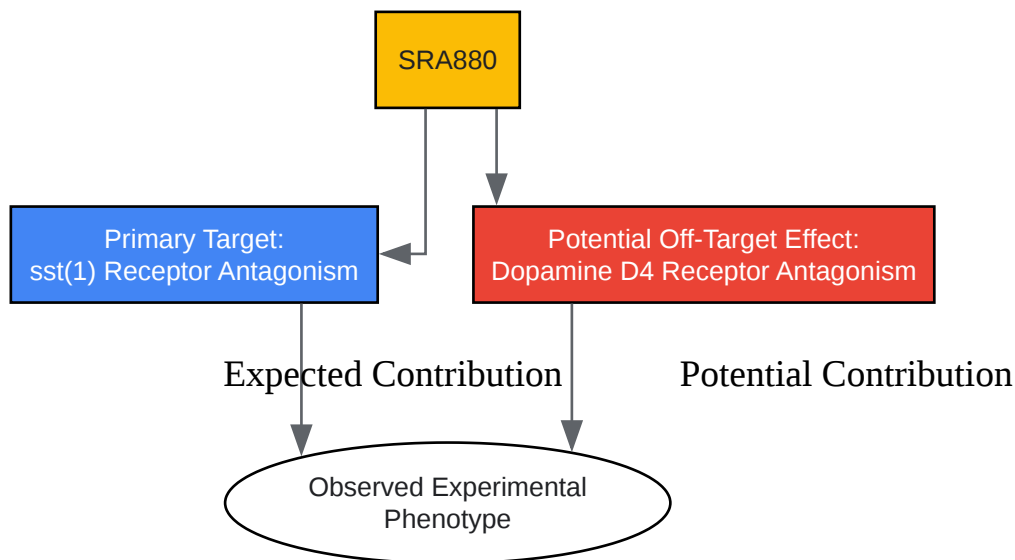 SRA880
Primary Target:
sst(1) Receptor Antagonism
Potential Off-Target Effect:
Dopamine D4 Receptor Antagonism
Expected Contribution
Potential Contribution
Observed Experimental
Phenotype